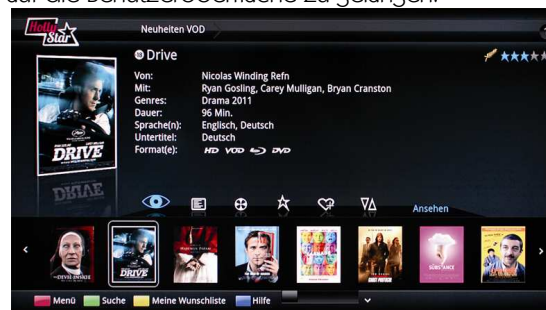 auf die Benutzeroberfläche zu gelangen.
Holly Star
Neuheiten VOD
Drive
Von: Nicolas Winding Refn
Mit: Ryan Gosling, Carey Mulligan, Bryan Cranston
Genres: Drama 2011
Dauer: 96 Min.
Sprache(n): Englisch, Deutsch
Untertitel: Deutsch
Format(e): HD VOD DVD
DRIVE
Ansehen
DRIVE
Menü Suche Meine Wunschliste Hilfe